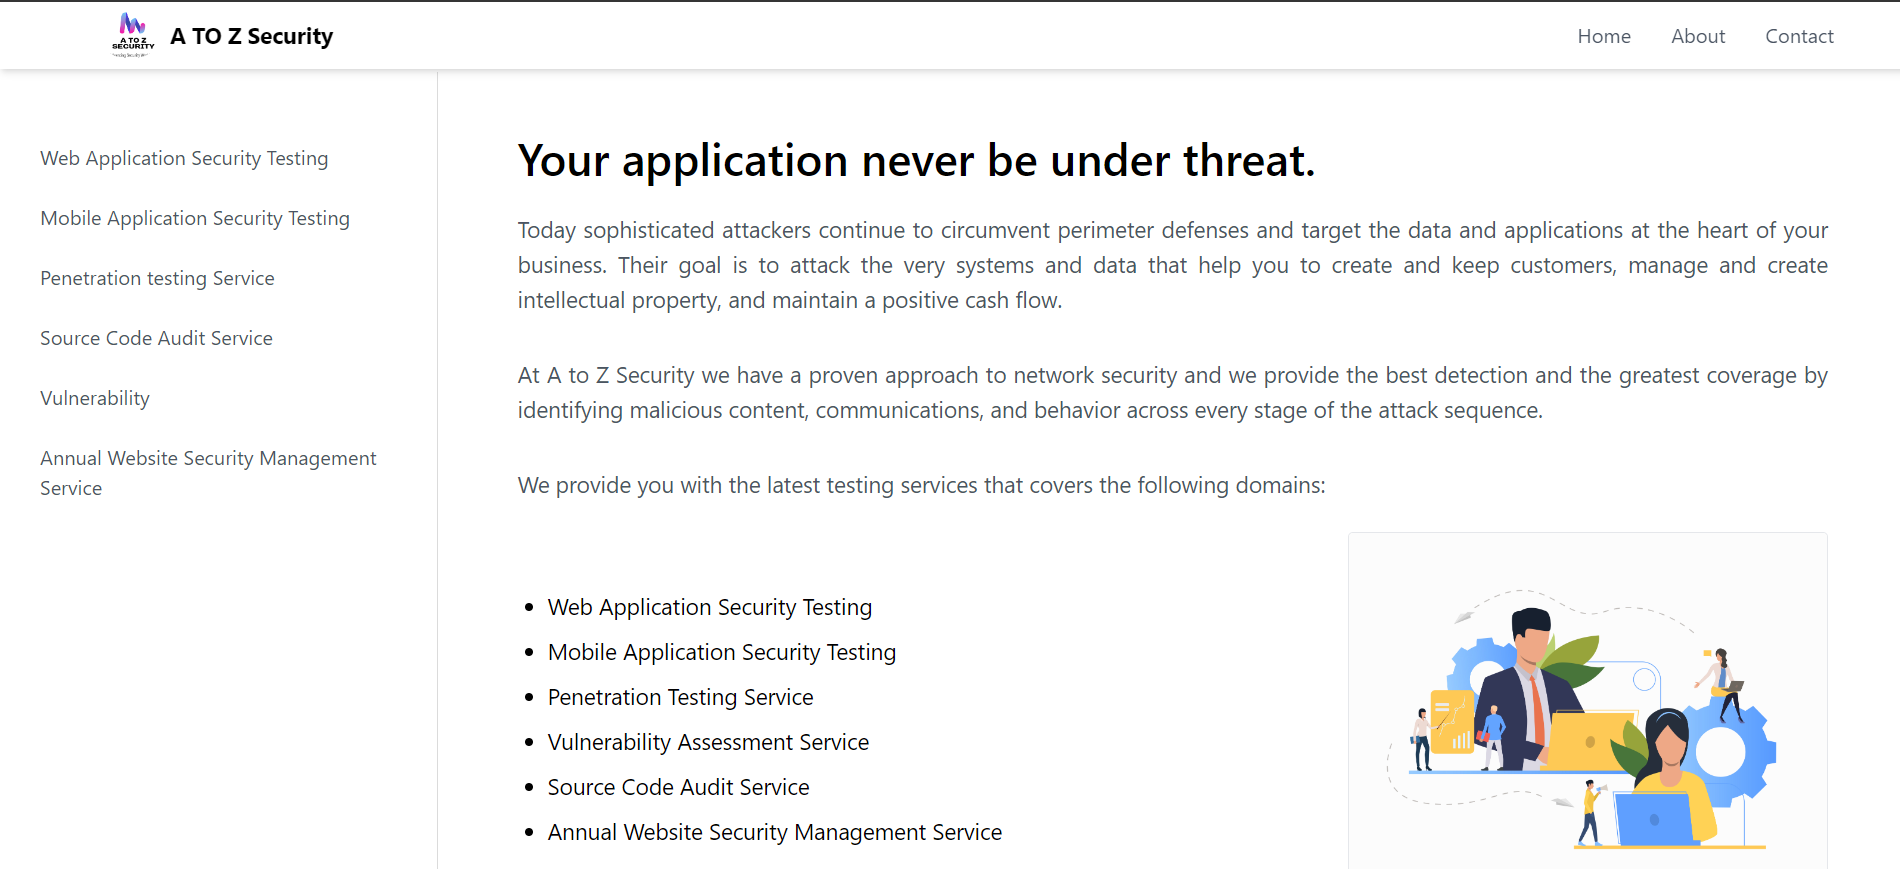 A TO Z
SECURITY
A TO Z Security
Home
About
Contact
Web Application Security Testing
Mobile Application Security Testing
Penetration testing Service
Source Code Audit Service
Vulnerability
Annual Website Security Management
Service
Your application never be under threat.
Today sophisticated attackers continue to circumvent perimeter defenses and target the data and applications at the heart of your
business. Their goal is to attack the very systems and data that help you to create and keep customers, manage and create
intellectual property, and maintain a positive cash flow.
At A to Z Security we have a proven approach to network security and we provide the best detection and the greatest coverage by
identifying malicious content, communications, and behavior across every stage of the attack sequence.
We provide you with the latest testing services that covers the following domains:
Web Application Security Testing
Mobile Application Security Testing
Penetration Testing Service
Vulnerability Assessment Service
Source Code Audit Service
Annual Website Security Management Service